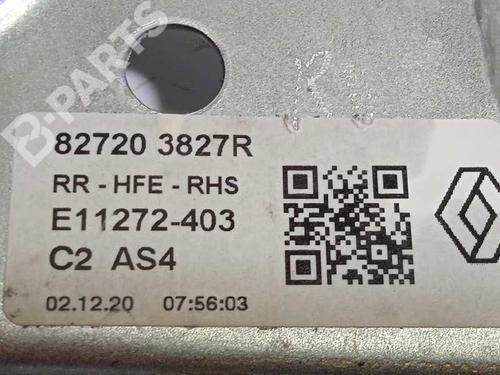 B-PARTS
82720 3827R
RR - HFE - RHS
E11272-403
C2 AS4
02.12.20 07:56:03